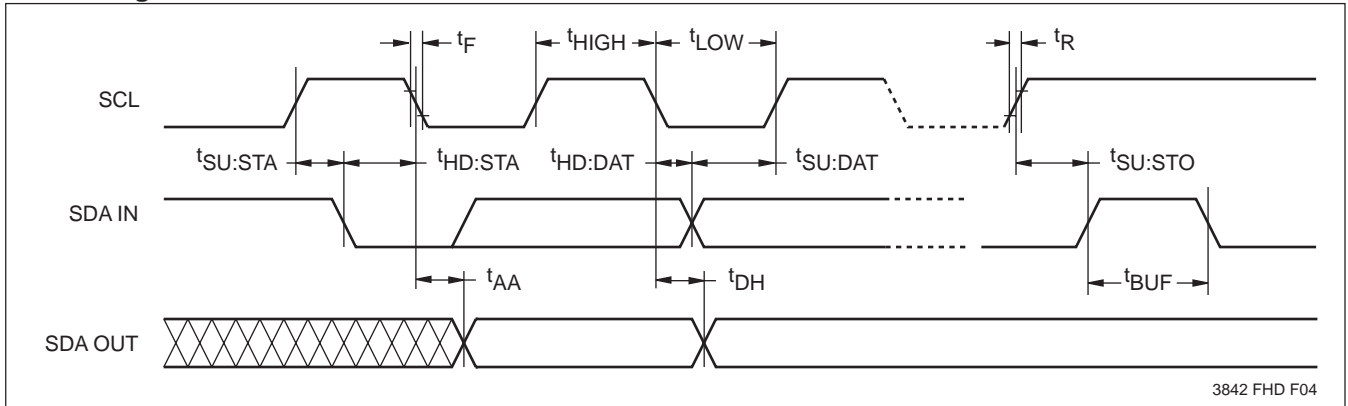 tF
tHIGH
tLOW
tR
SCL
tSU:STA
tHD:STA
tHD:DAT
tSU:DAT
tSU:STO
SDA IN
tAA
tDH
tBUF
SDA OUT
3842 FHD F04